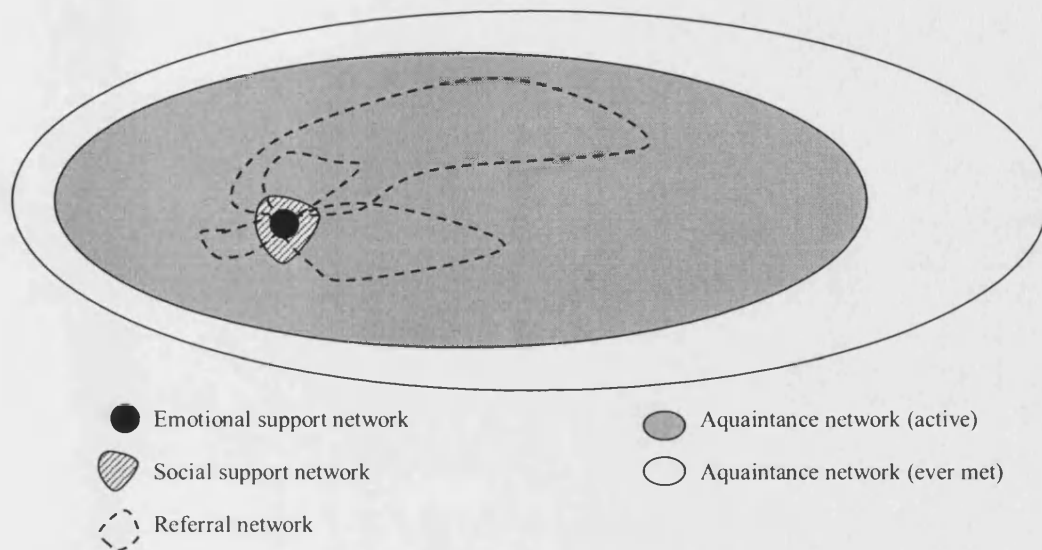 Emotional support network
Social support network
Referral network
Aquaintance network (active)
Aquaintance network (ever met)